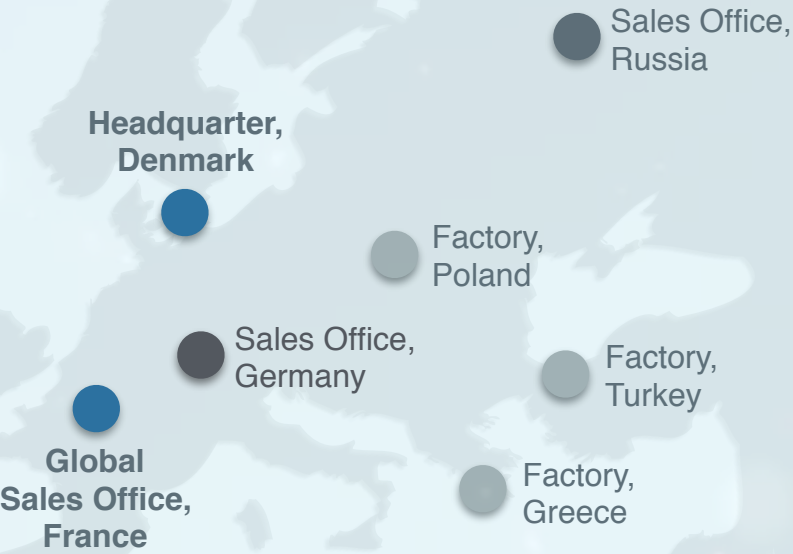 Sales Office,
Russia
Headquarter,
Denmark
Factory,
Poland
Sales Office,
Germany
Factory,
Turkey
Global
Sales Office,
France
Factory,
Greece